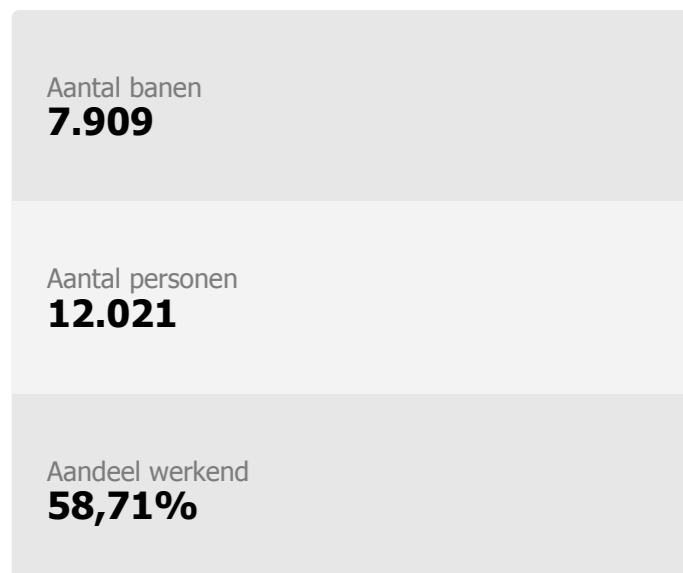 Aantal banen
7.909
Aantal personen
12.021
Aandeel werkend
58,71%